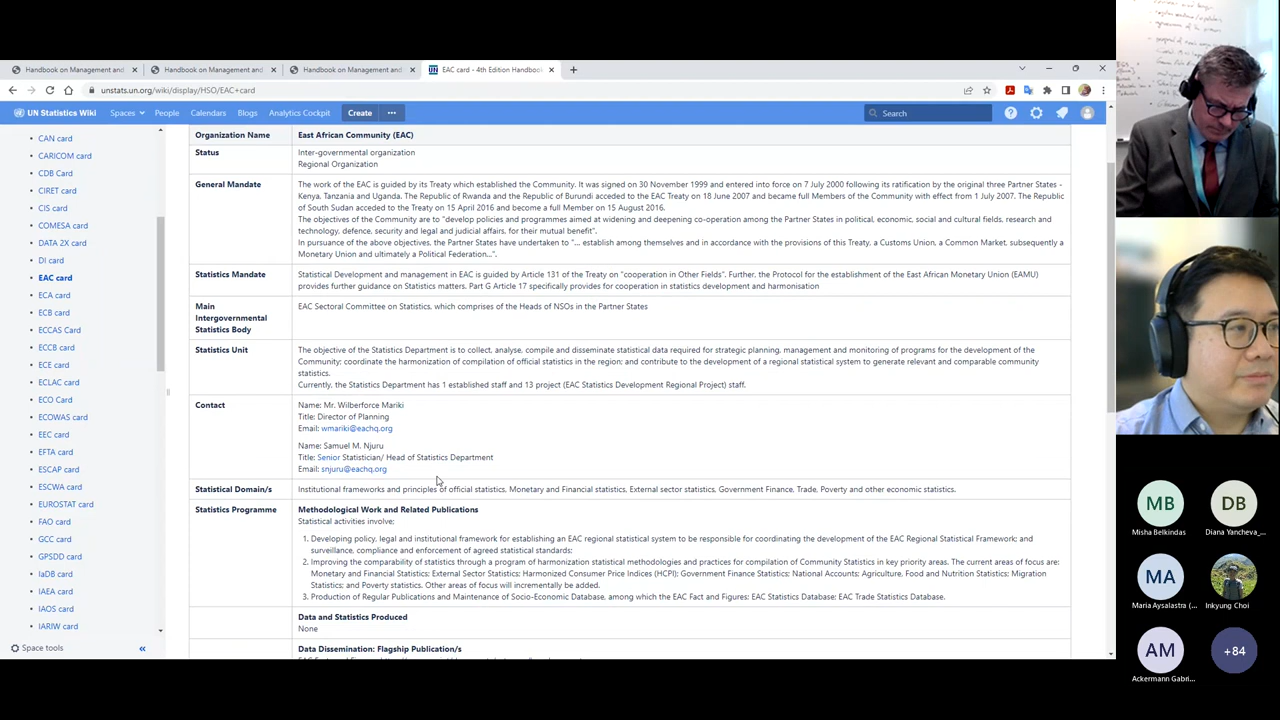 Handbook on Management and
Handbook on Management and
Handbook on Management and
EAC card - 4th Edition Handbook
unstats.un.org/wiki/display/HSO/EAC+card
UN Statistics Wiki
Spaces
People
Calendars
Blogs
Analytics Cockpit
Create
Search
CAN card
CARICOM card
CDB Card
CIRET card
CIS card
COMESA card
DATA 2X card
DI card
EAC card
ECA card
ECB card
ECCAS Card
ECCB card
ECE card
ECLAC card
ECO Card
ECOWAS card
EEC card
EFTA card
ESCAP card
ESCWA card
EUROSTAT card
FAO card
GCC card
GPSDD card
IaDB card
IAEA card
IAOS card
IARIW card
Space tools
Organization Name
East African Community (EAC)
Status
Inter-governmental organization
Regional Organization
General Mandate
The work of the EAC is guided by its Treaty which established the Community. It was signed on 30 November 1999 and entered into force on 7 July 2000 following its ratification by the original three Partner States -
Kenya, Tanzania and Uganda. The Republic of Rwanda and the Republic of Burundi acceded to the EAC Treaty on 18 June 2007 and became full Members of the Community with effect from 1 July 2007. The Republic
of South Sudan acceded to the Treaty on 15 April 2016 and become a full Member on 15 August 2016.
The objectives of the Community are to "develop policies and programmes aimed at widening and deepening co-operation among the Partner States in political, economic, social and cultural fields, research and
technology, defence, security and legal and judicial affairs, for their mutual benefit".
In pursuance of the above objectives, the Partner States have undertaken to "... establish among themselves and in accordance with the provisions of this Treaty, a Customs Union, a Common Market, subsequently a
Monetary Union and ultimately a Political Federation...".
Statistics Mandate
Statistical Development and management in EAC is guided by Article 131 of the Treaty on "cooperation in Other Fields". Further, the Protocol for the establishment of the East African Monetary Union (EAMU)
provides further guidance on Statistics matters. Part G Article 17 specifically provides for cooperation in statistics development and harmonisation
Main
Intergovernmental
Statistics Body
EAC Sectoral Committee on Statistics, which comprises of the Heads of NSOs in the Partner States
Statistics Unit
The objective of the Statistics Department is to collect, analyse, compile and disseminate statistical data required for strategic planning, management and monitoring of programs for the development of the
Community; coordinate the harmonization of compilation of official statistics in the region; and contribute to the development of a regional statistical system to generate relevant and comparable community
statistics.
Currently, the Statistics Department has 1 established staff and 13 project (EAC Statistics Development Regional Project) staff.
Contact
Name: Mr. Wilberforce Mariki
Title: Director of Planning
Email: wmariki@eachq.org
Name: Samuel M. Njuru
Title: Senior Statistician/ Head of Statistics Department
Email: snjuru@eachq.org
Statistical Domain/s
Institutional frameworks and principles of official statistics, Monetary and Financial statistics, External sector statistics, Government Finance, Trade, Poverty and other economic statistics.
Statistics Programme
Methodological Work and Related Publications
Statistical activities involve;
1. Developing policy, legal and institutional framework for establishing an EAC regional statistical system to be responsible for coordinating the development of the EAC Regional Statistical Framework; and
surveillance, compliance and enforcement of agreed statistical standards;
2. Improving the comparability of statistics through a program of harmonization statistical methodologies and practices for compilation of Community Statistics in key priority areas. The current areas of focus are:
Monetary and Financial Statistics; External Sector Statistics; Harmonized Consumer Price Indices (HCPI); Government Finance Statistics; National Accounts; Agriculture, Food and Nutrition Statistics; Migration
Statistics; and Poverty statistics. Other areas of focus will incrementally be added.
3. Production of Regular Publications and Maintenance of Socio-Economic Database, among which the EAC Fact and Figures; EAC Statistics Database; EAC Trade Statistics Database.
Data and Statistics Produced
None
Data Dissemination: Flagship Publication/s
MB
Misha Belkindas
DB
Diana Yancheva_...
MA
Maria Aysalastra (...
Inkyung Choi
AM
Ackermann Gabri...
+84